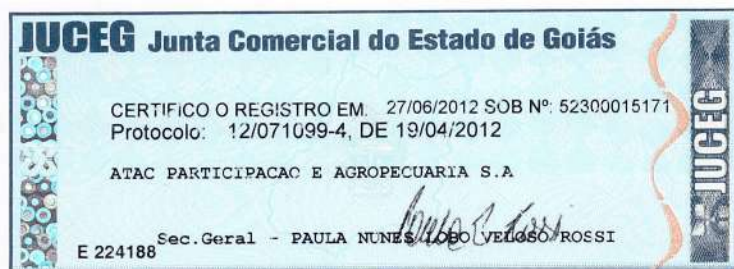 JUCEG Junta Comercial do Estado de Goiás
CERTIFICO O REGISTRO EM: 27/06/2012 SOB Nº: 52300015171
Protocolo: 12/071099-4, DE 19/04/2012
ATAC PARTICIPACAO E AGROPECUARIA S.A
Sec.Geral - PAULA NUNES LOBO VELOSO ROSSI
E 224188
JUCEG